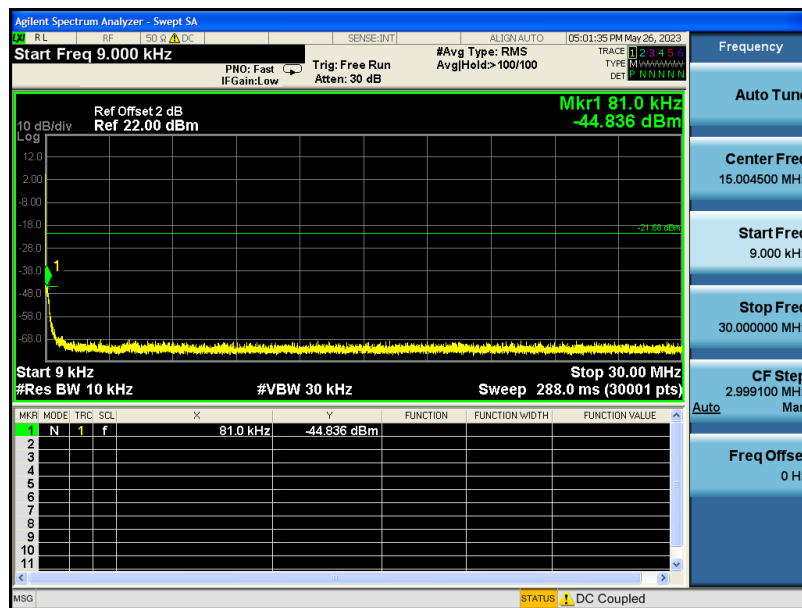 Agilent Spectrum Analyzer - Swept SA
LXI RL RF 50 Ω DC SENSE:INT ALIGN AUTO 05:01:35 PM May 26, 2023
Start Freq 9.000 kHz
PNO: Fast
IFGain:Low
Trig: Free Run
Atten: 30 dB
#Avg Type: RMS
Avg|Hold:>100/100
TRACE 1 2 3 4 5 6
TYPE M
DET P N N N N N
Frequency
Auto Tune
Center Freq
15.004500 MH
Start Freq
9.000 kH
Stop Freq
30.000000 MH
CF Step
2.999100 MH
Auto Man
Freq Offset
0 H
Ref Offset 2 dB
10 dB/div Ref 22.00 dBm
Log
Mkr1 81.0 kHz
-44.836 dBm
12.0
2.00
-8.00
-18.0
-21.68 dBm
-28.0
-38.0
1
-48.0
-58.0
-68.0
Start 9 kHz Stop 30.00 MHz
#Res BW 10 kHz #VBW 30 kHz Sweep 288.0 ms (30001 pts)
MKR MODE TRC SCL X Y FUNCTION FUNCTION WIDTH FUNCTION VALUE
1 N 1 f 81.0 kHz -44.836 dBm
2
3
4
5
6
7
8
9
10
11
MSG STATUS DC Coupled